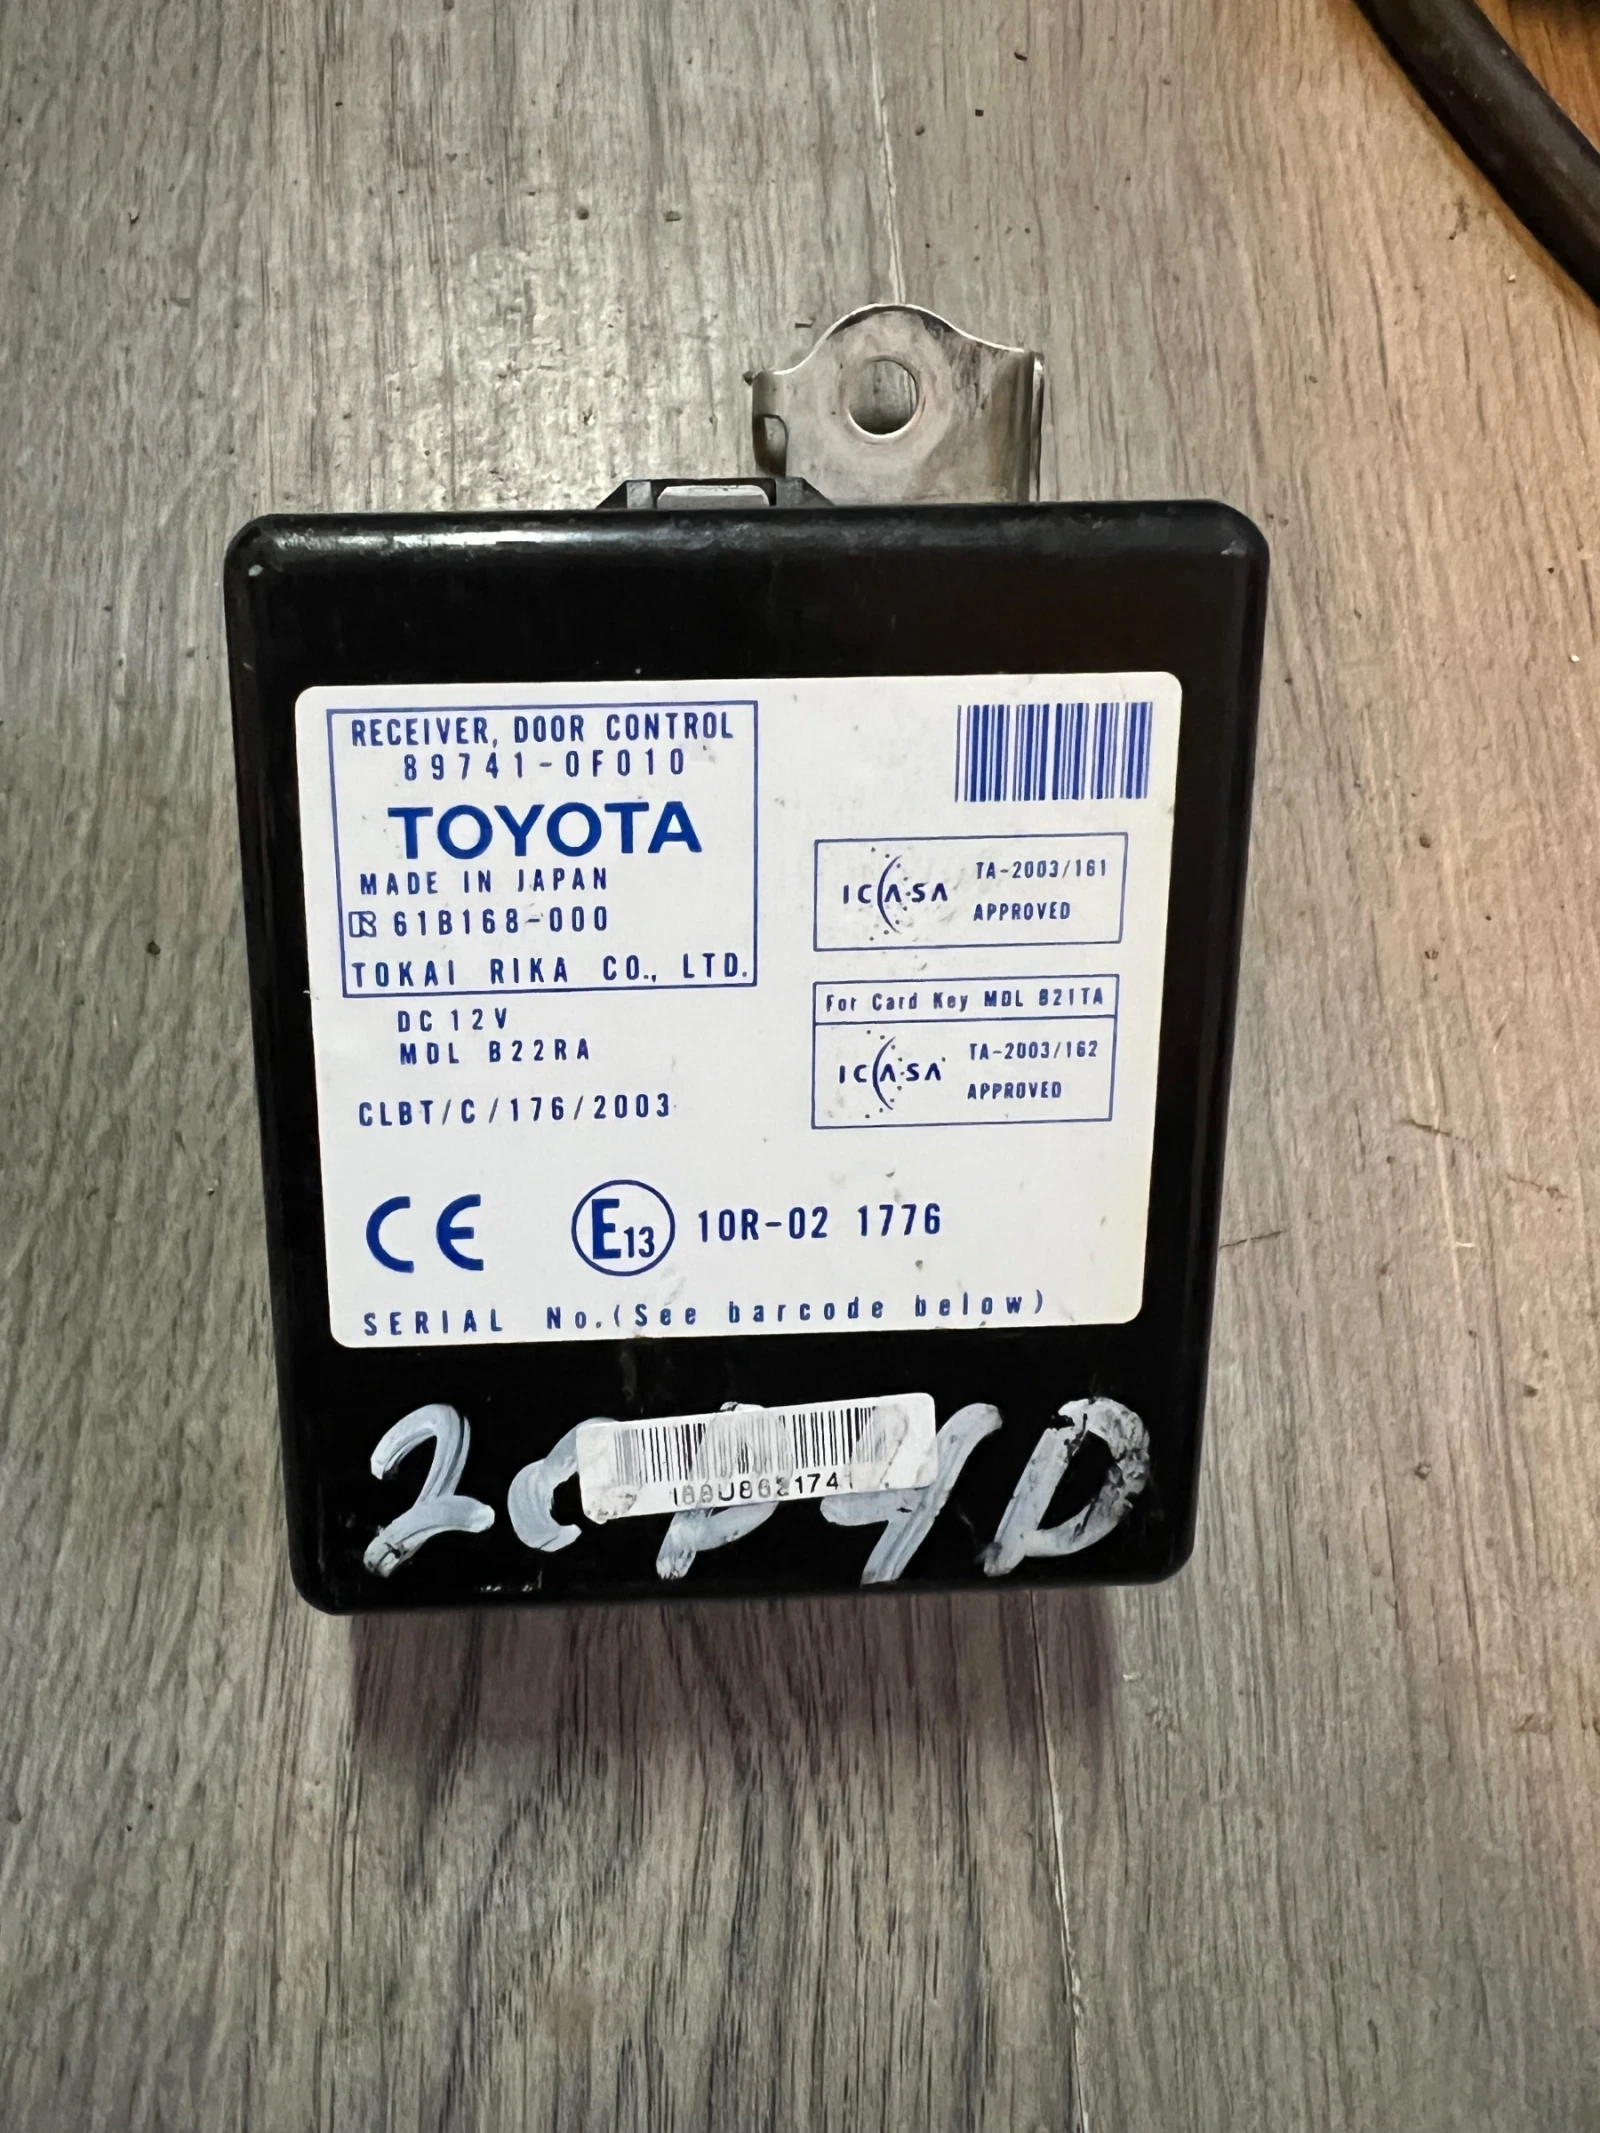 RECEIVER, DOOR CONTROL
89741-0F010
TOYOTA
MADE IN JAPAN
61B168-000
TOKAI RIKA CO., LTD.
DC 12V
MDL B22RA
CLBT/C/176/2003
ICASA TA-2003/161
APPROVED
For Card Key MDL B21TA
ICASA TA-2003/162
APPROVED
CE E13 10R-02 1776
SERIAL No.(See barcode below)